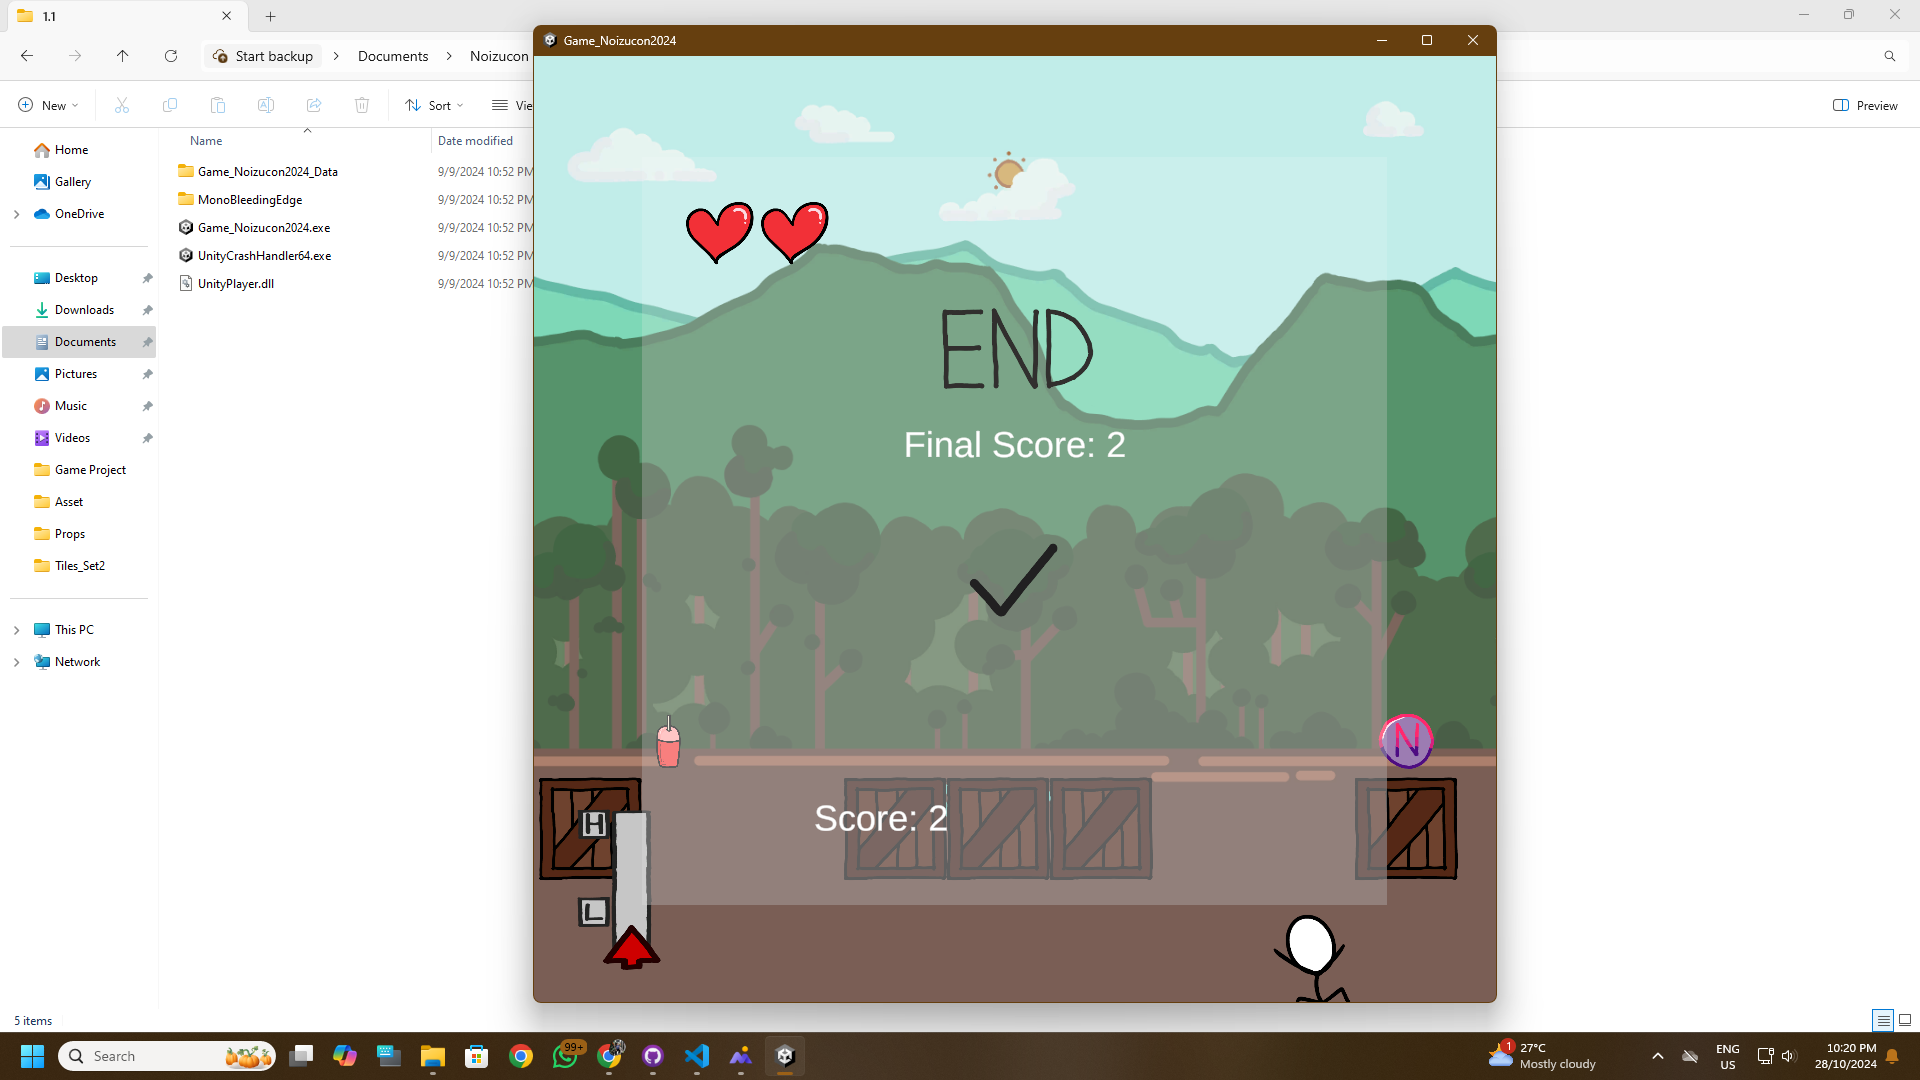 1.1
Start backup
Documents
Noizucon
New
Sort
Vie
Preview
Name
Date modified
Home
Gallery
OneDrive
Desktop
Downloads
Documents
Pictures
Music
Videos
Game Project
Asset
Props
Tiles_Set2
This PC
Network
Game_Noizucon2024_Data
9/9/2024 10:52 PM
MonoBleedingEdge
9/9/2024 10:52 PM
Game_Noizucon2024.exe
9/9/2024 10:52 PM
UnityCrashHandler64.exe
9/9/2024 10:52 PM
UnityPlayer.dll
9/9/2024 10:52 PM
Game_Noizucon2024
END
Final Score: 2
N
Score: 2
H
L
5 items
Search
99+
1
27°C
Mostly cloudy
ENG
US
10:20 PM
28/10/2024